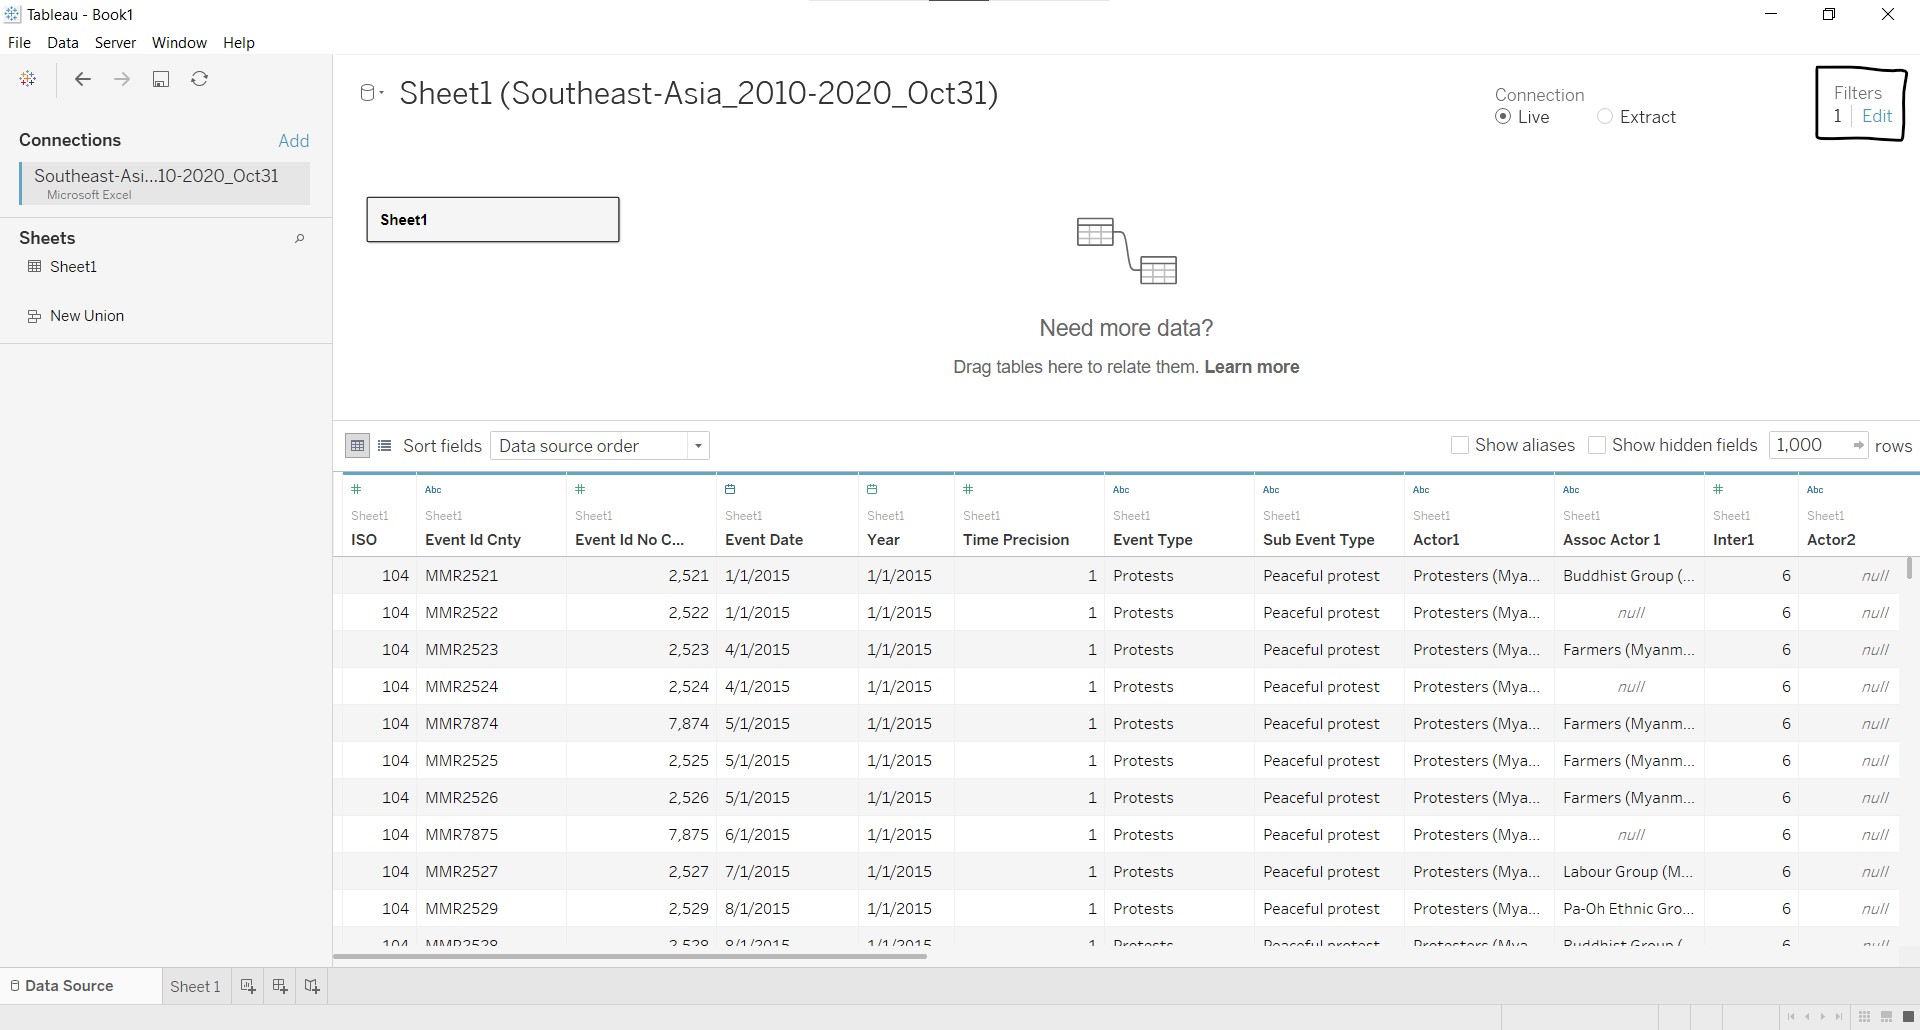 Tableau - Book1
File Data Server Window Help
Connections Add
Southeast-Asi...10-2020_Oct31
Microsoft Excel
Sheets
Sheet1
New Union
Sheet1 (Southeast-Asia_2010-2020_Oct31)
Connection
Live Extract
Filters
1 Edit
Sheet1
Need more data?
Drag tables here to relate them. Learn more
Sort fields Data source order Show aliases Show hidden fields 1,000 rows
# Abc # # Abc Abc Abc Abc # Abc
Sheet1 Sheet1 Sheet1 Sheet1 Sheet1 Sheet1 Sheet1 Sheet1 Sheet1 Sheet1 Sheet1 Sheet1
ISO Event Id Cnty Event Id No C... Event Date Year Time Precision Event Type Sub Event Type Actor1 Assoc Actor 1 Inter1 Actor2
104 MMR2521 2,521 1/1/2015 1/1/2015 1 Protests Peaceful protest Protesters (Mya... Buddhist Group (... 6 null
104 MMR2522 2,522 1/1/2015 1/1/2015 1 Protests Peaceful protest Protesters (Mya... null 6 null
104 MMR2523 2,523 4/1/2015 1/1/2015 1 Protests Peaceful protest Protesters (Mya... Farmers (Myanm... 6 null
104 MMR2524 2,524 4/1/2015 1/1/2015 1 Protests Peaceful protest Protesters (Mya... null 6 null
104 MMR7874 7,874 5/1/2015 1/1/2015 1 Protests Peaceful protest Protesters (Mya... Farmers (Myanm... 6 null
104 MMR2525 2,525 5/1/2015 1/1/2015 1 Protests Peaceful protest Protesters (Mya... Farmers (Myanm... 6 null
104 MMR2526 2,526 5/1/2015 1/1/2015 1 Protests Peaceful protest Protesters (Mya... Farmers (Myanm... 6 null
104 MMR7875 7,875 6/1/2015 1/1/2015 1 Protests Peaceful protest Protesters (Mya... null 6 null
104 MMR2527 2,527 7/1/2015 1/1/2015 1 Protests Peaceful protest Protesters (Mya... Labour Group (M... 6 null
104 MMR2529 2,529 8/1/2015 1/1/2015 1 Protests Peaceful protest Protesters (Mya... Pa-Oh Ethnic Gro... 6 null
104 MMR2528 2,528 8/1/2015 1/1/2015 1 Protests Peaceful protest Protesters (Mya... Buddhist Group (... 6 null
Data Source Sheet 1